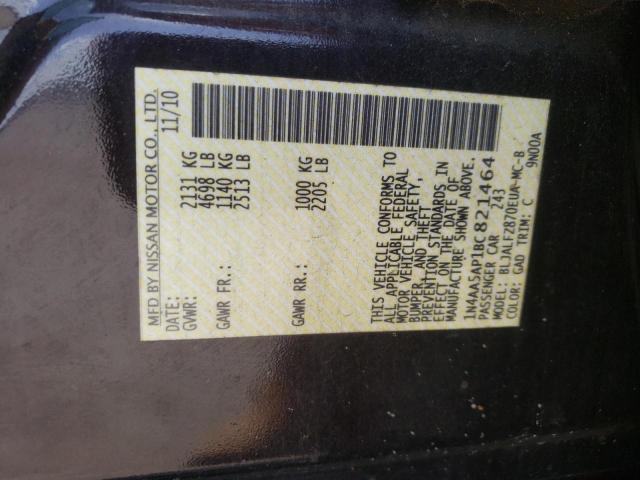 MFD BY NISSAN MOTOR CO., LTD.
DATE: 11/10
GVWR: 2131 KG
4698 LB
GAWR FR.: 1140 KG
2513 LB
GAWR RR.: 1000 KG
2205 LB
THIS VEHICLE CONFORMS TO
ALL APPLICABLE FEDERAL
MOTOR VEHICLE SAFETY,
BUMPER, AND THEFT
PREVENTION STANDARDS IN
EFFECT ON THE DATE OF
MANUFACTURE SHOWN ABOVE.
1N4AA5AP1BC821464
PASSENGER CAR 243
MODEL: BLJALFZ870EUA-MC-B
COLOR: GAD TRIM: C 9N00A